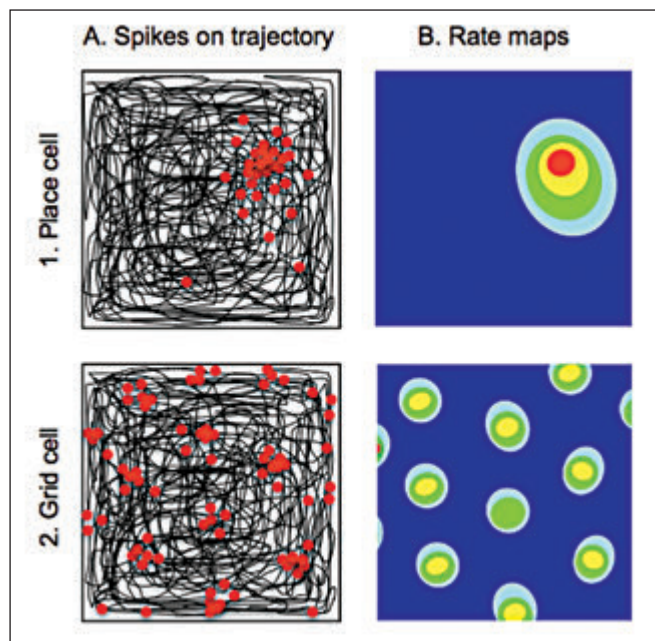 A. Spikes on trajectory
B. Rate maps
1. Place cell
2. Grid cell